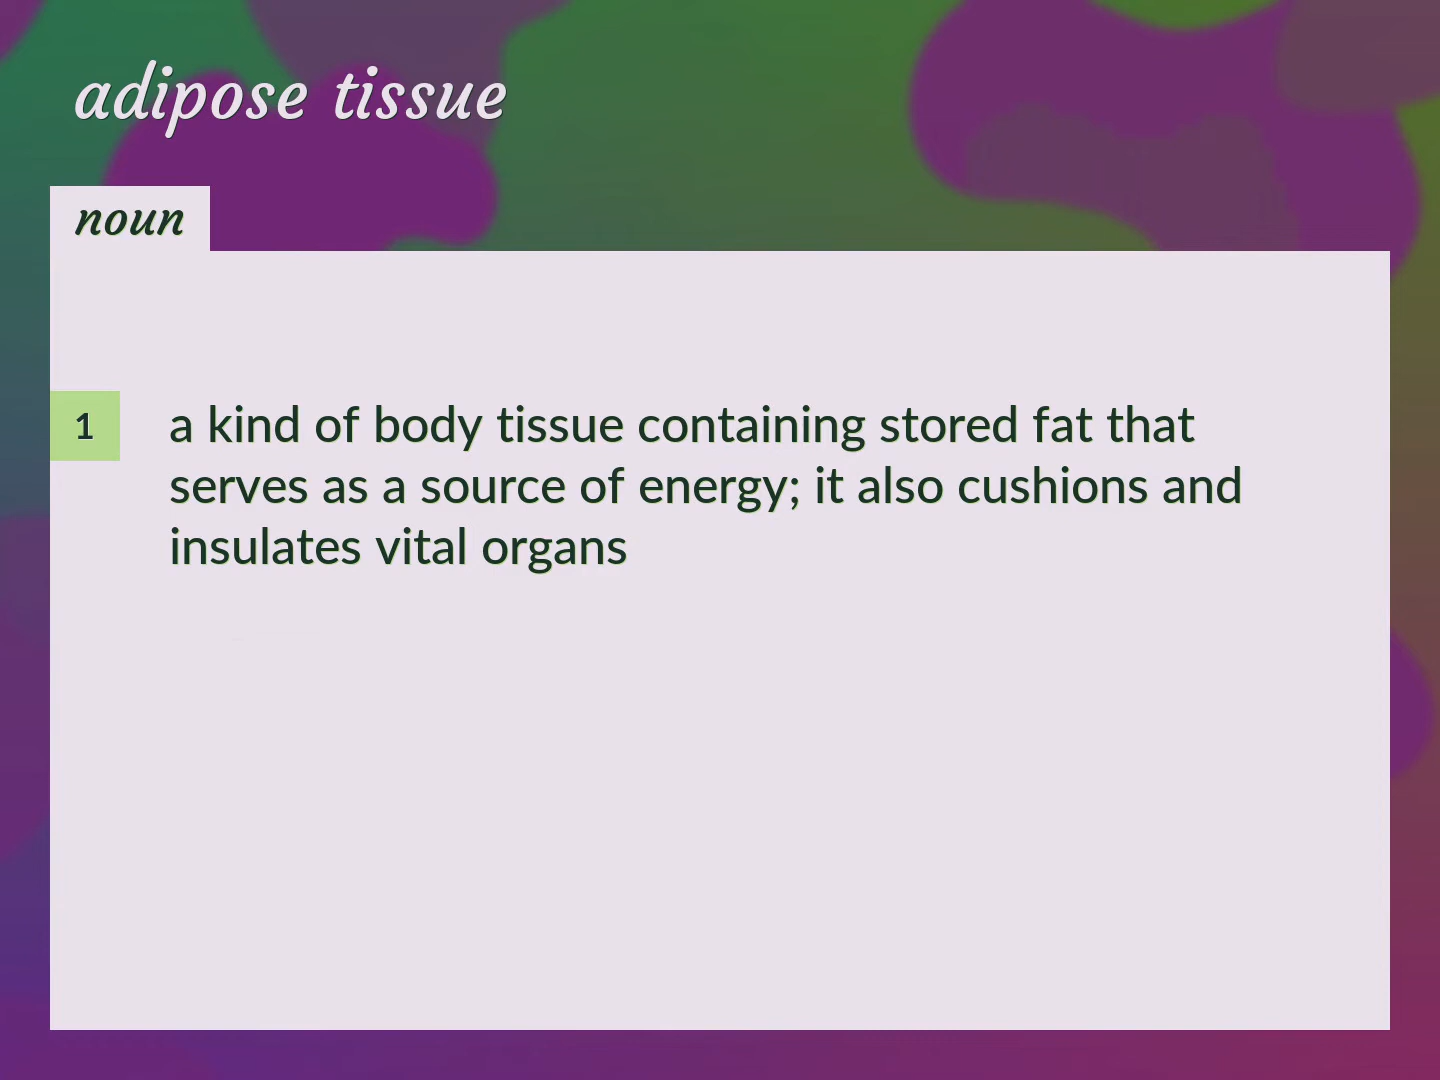 adipose tissue
noun
1
a kind of body tissue containing stored fat that
serves as a source of energy; it also cushions and
insulates vital organs